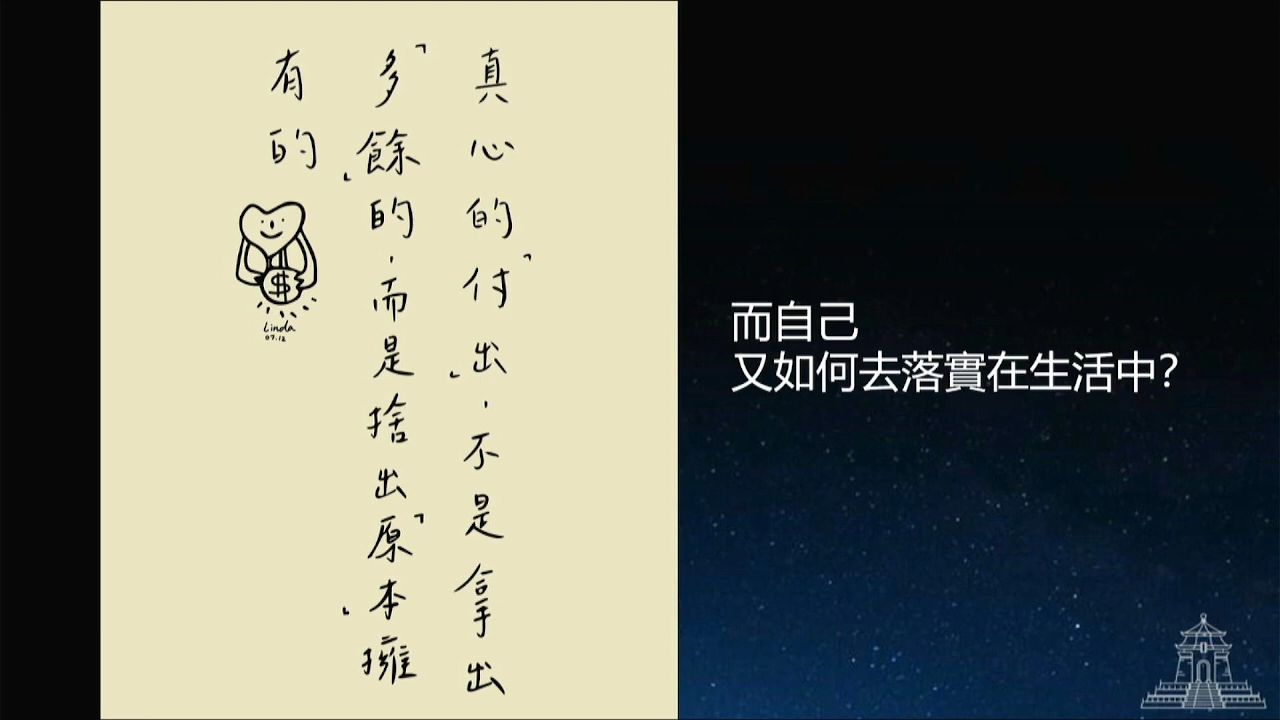 真心的「付出」,不是拿出
「多餘」的,而是捨出「原本」擁
有的
$
Linda
07.12
而自己
又如何去落實在生活中?